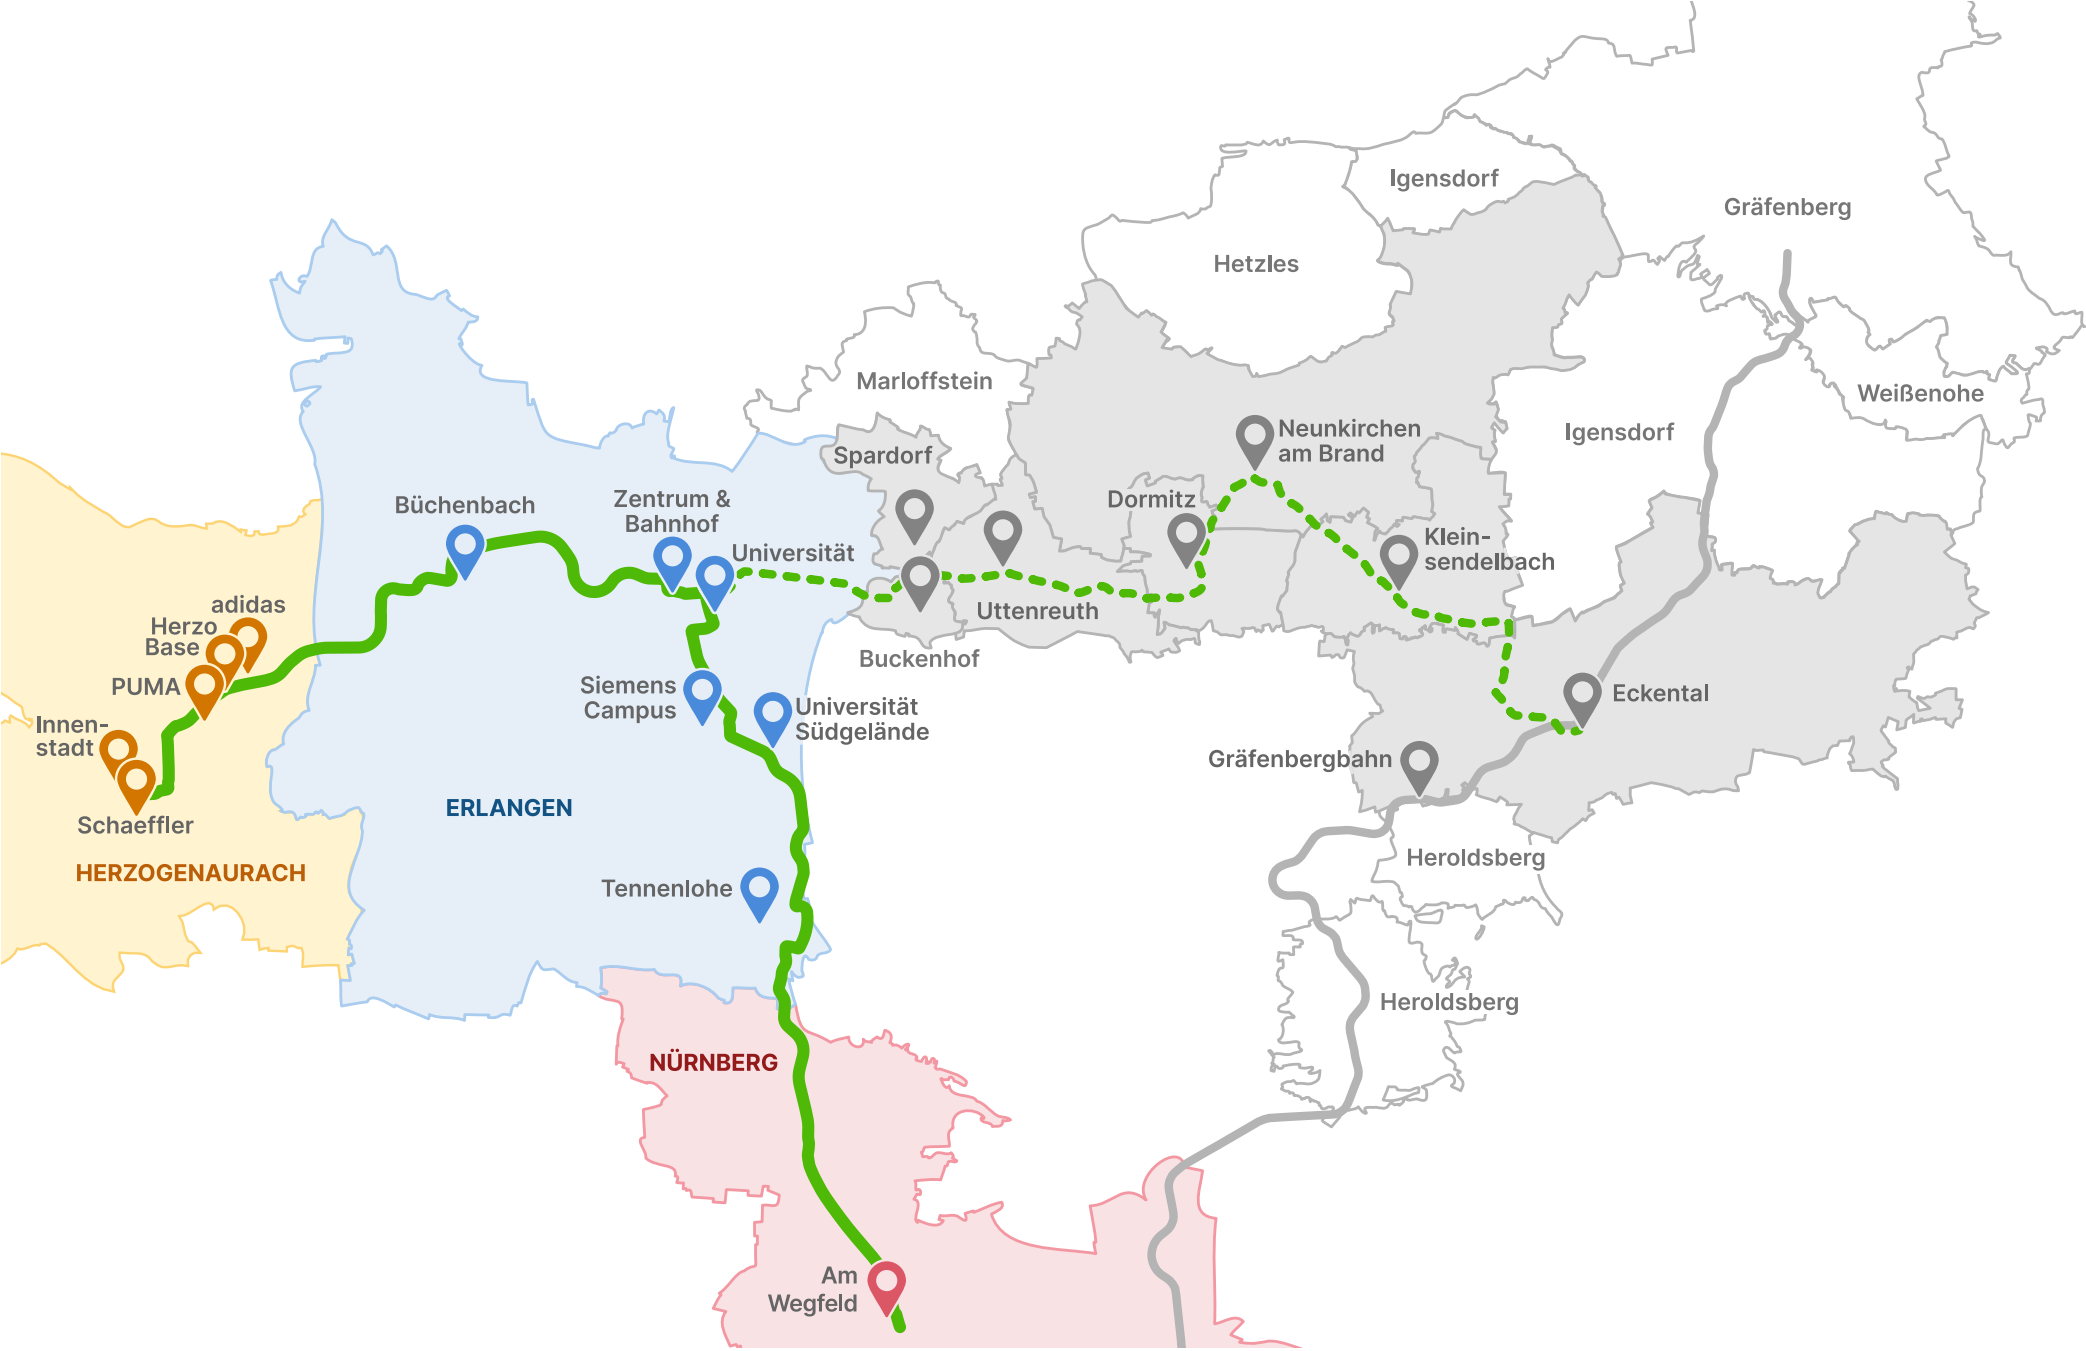 Igensdorf
Gräfenberg
Hetzles
Marloffstein
Weißenohe
Neunkirchen
am Brand
Igensdorf
Spardorf
Büchenbach
Zentrum &
Bahnhof
Dormitz
Universität
Klein-
sendelbach
adidas
Herzo
Base
Uttenreuth
Buckenhof
PUMA
Siemens
Campus
Eckental
Universität
Südgelände
Innen-
stadt
Gräfenbergbahn
ERLANGEN
Schaeffler
Heroldsberg
HERZOGENAURACH
Tennenlohe
Heroldsberg
NÜRNBERG
Am
Wegfeld